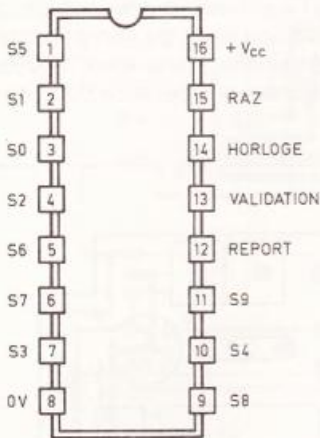 S5 1 16 + Vcc
S1 2 15 RAZ
S0 3 14 HORLOGE
S2 4 13 VALIDATION
S6 5 12 REPORT
S7 6 11 S9
S3 7 10 S4
0V 8 9 S8